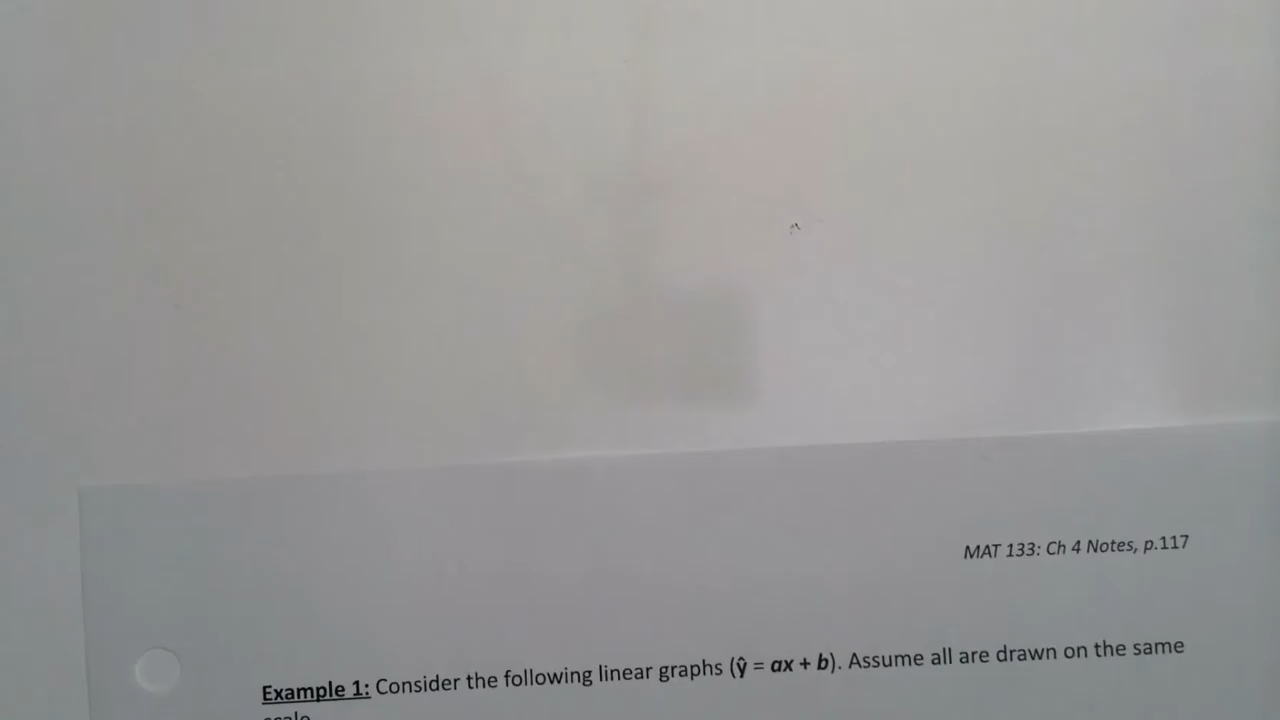 MAT 133: Ch 4 Notes, p.117
Example 1: Consider the following linear graphs (ŷ = ax + b). Assume all are drawn on the same
scale.